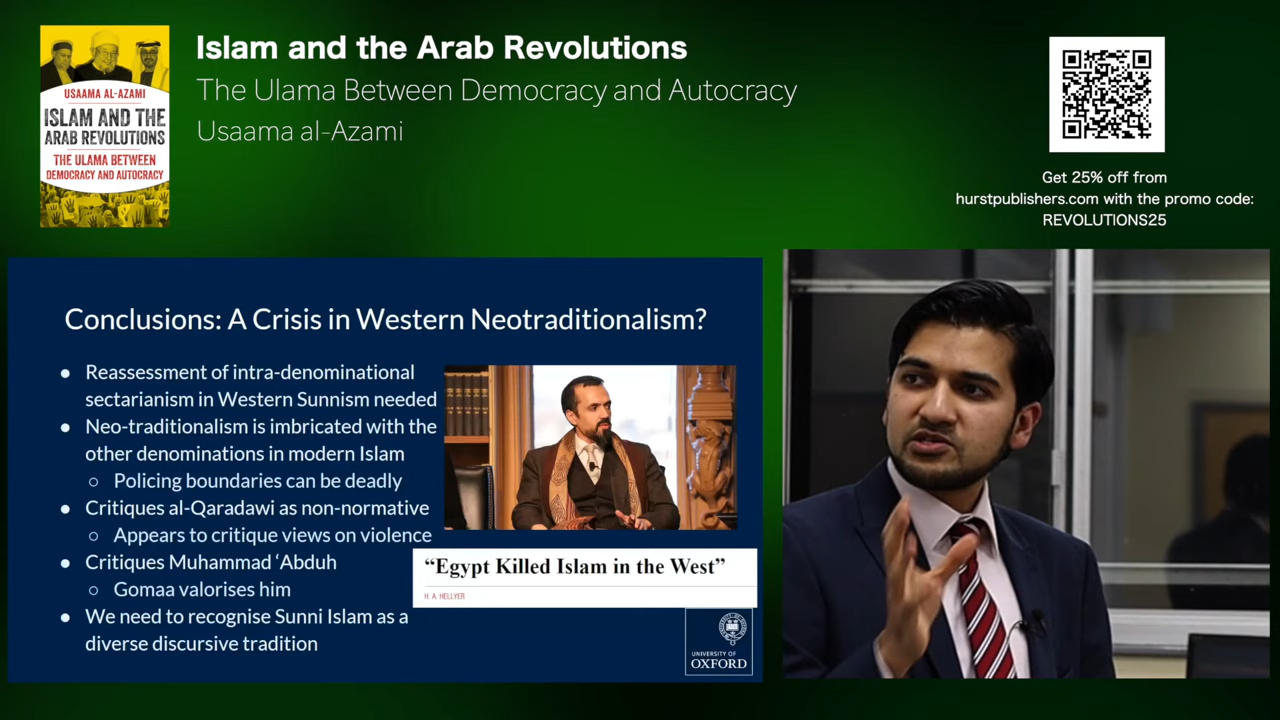 Islam and the Arab Revolutions
The Ulama Between Democracy and Autocracy
Usaama al-Azami
USAAMA AL-AZAMI
ISLAM AND THE
ARAB REVOLUTIONS
THE ULAMA BETWEEN
DEMOCRACY AND AUTOCRACY
Get 25% off from
hurstpublishers.com with the promo code:
REVOLUTIONS25
Conclusions: A Crisis in Western Neotraditionalism?
● Reassessment of intra-denominational
sectarianism in Western Sunnism needed
● Neo-traditionalism is imbricated with the
other denominations in modern Islam
○ Policing boundaries can be deadly
● Critiques al-Qaradawi as non-normative
○ Appears to critique views on violence
● Critiques Muhammad ‘Abduh
○ Gomaa valorises him
● We need to recognise Sunni Islam as a
diverse discursive tradition
“Egypt Killed Islam in the West”
H. A. HELLYER
UNIVERSITY OF
OXFORD